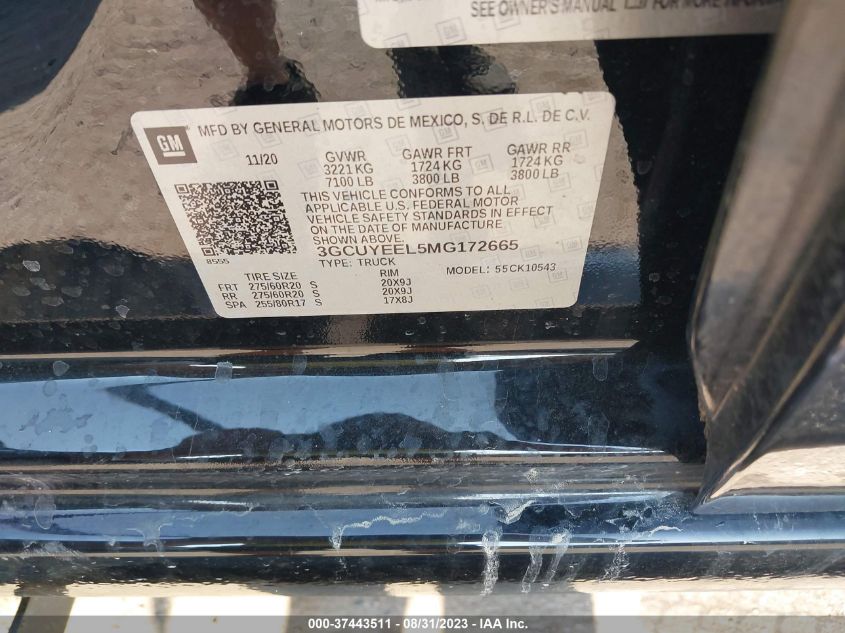 SEE OWNER'S MANUAL FOR MORE INFORMATION
GM
MFD BY GENERAL MOTORS DE MEXICO, S. DE R.L. DE C.V.
11/20 GVWR GAWR FRT GAWR RR
3221 KG 1724 KG 1724 KG
7100 LB 3800 LB 3800 LB
THIS VEHICLE CONFORMS TO ALL
APPLICABLE U.S. FEDERAL MOTOR
VEHICLE SAFETY STANDARDS IN EFFECT
ON THE DATE OF MANUFACTURE
SHOWN ABOVE.
8555
3GCUYEEL5MG172665
TYPE: TRUCK MODEL: 55CK10543
TIRE SIZE RIM
FRT 275/60R20 S 20X9J
RR 275/60R20 S 20X9J
SPA 255/80R17 S 17X8J
000-37443511 - 08/31/2023 - IAA Inc.